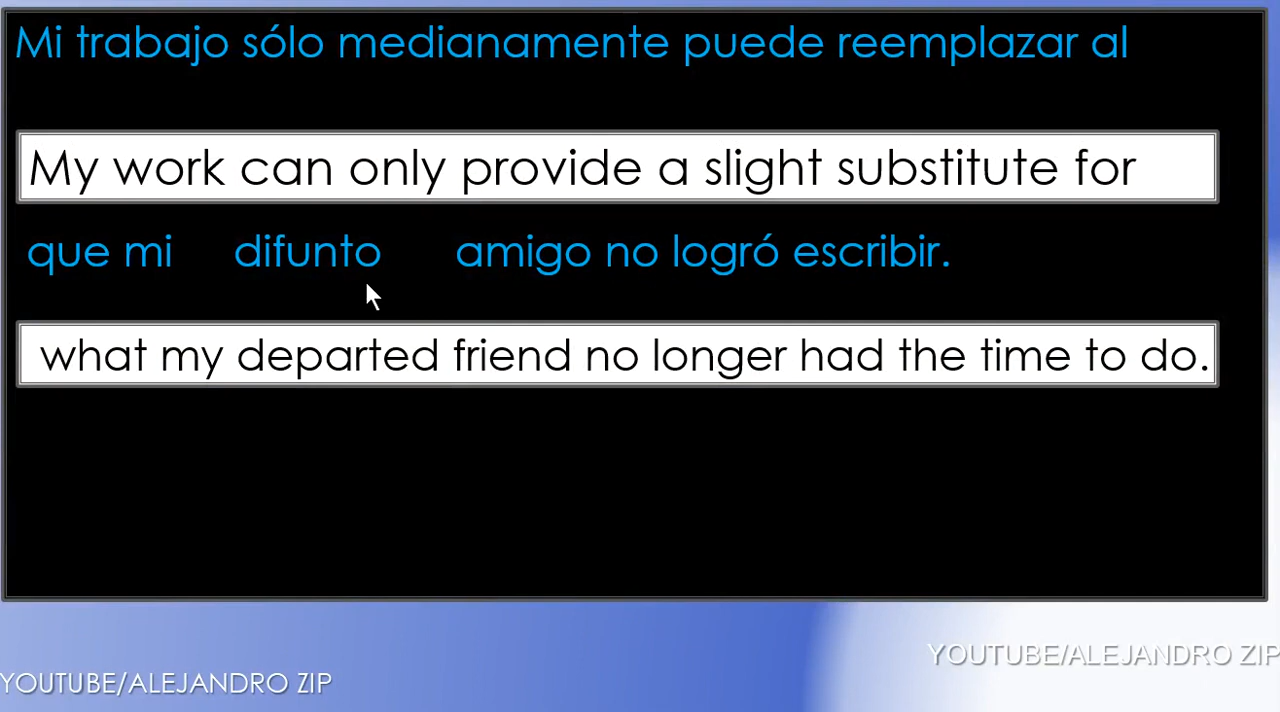 Mi trabajo sólo medianamente puede reemplazar al
My work can only provide a slight substitute for
que mi difunto amigo no logró escribir.
what my departed friend no longer had the time to do.
YOUTUBE/ALEJANDRO ZIP
YOUTUBE/ALEJANDRO ZIP